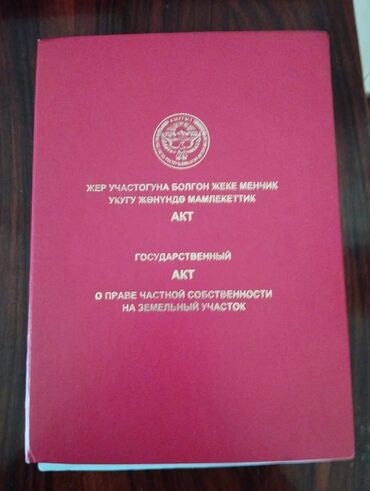 ЖЕР УЧАСТОГУНА БОЛГОН ЖЕКЕ МЕНЧИК
УКУГУ ЖӨНҮНДӨ МАМЛЕКЕТТИК
АКТ
ГОСУДАРСТВЕННЫЙ
АКТ
О ПРАВЕ ЧАСТНОЙ СОБСТВЕННОСТИ
НА ЗЕМЕЛЬНЫЙ УЧАСТОК